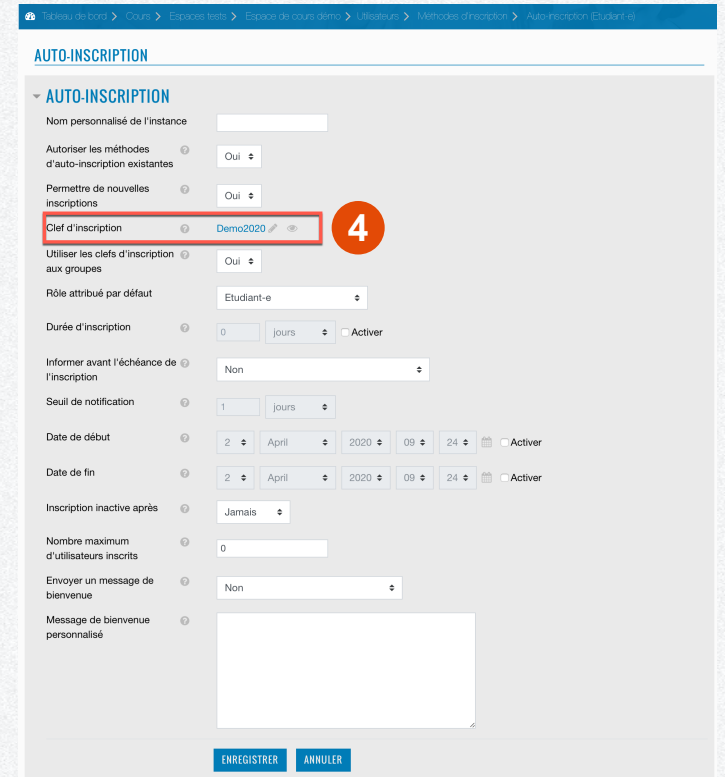 Tableau de bord > Cours > Espaces tests > Espace de cours démo > Utilisateurs > Méthodes d'inscription > Auto-inscription (Etudiant-e)
AUTO-INSCRIPTION
AUTO-INSCRIPTION
Nom personnalisé de l'instance
Autoriser les méthodes
d'auto-inscription existantes
Oui
Permettre de nouvelles
inscriptions
Oui
Clef d'inscription
Demo2020
4
Utiliser les clefs d'inscription
aux groupes
Oui
Rôle attribué par défaut
Etudiant-e
Durée d'inscription
0 jours Activer
Informer avant l'échéance de
l'inscription
Non
Seuil de notification
1 jours
Date de début
2 April 2020 09 24 Activer
Date de fin
2 April 2020 09 24 Activer
Inscription inactive après
Jamais
Nombre maximum
d'utilisateurs inscrits
0
Envoyer un message de
bienvenue
Non
Message de bienvenue
personnalisé
ENREGISTRER ANNULER